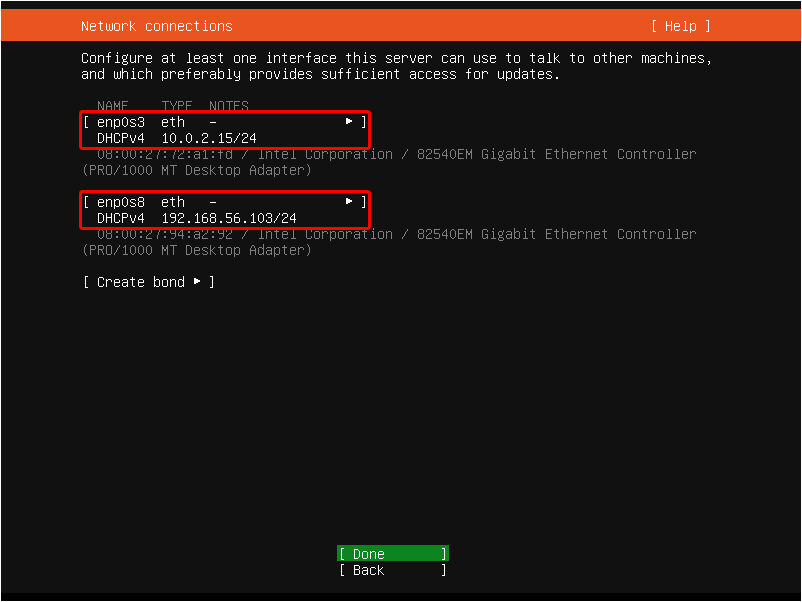 Network connections [ Help ]
Configure at least one interface this server can use to talk to other machines,
and which preferably provides sufficient access for updates.
NAME TYPE NOTES
[ enp0s3 eth - ▸ ]
DHCPv4 10.0.2.15/24
08:00:27:72:a1:fd / Intel Corporation / 82540EM Gigabit Ethernet Controller
(PRO/1000 MT Desktop Adapter)
[ enp0s8 eth - ▸ ]
DHCPv4 192.168.56.103/24
08:00:27:94:a2:92 / Intel Corporation / 82540EM Gigabit Ethernet Controller
(PRO/1000 MT Desktop Adapter)
[ Create bond ▸ ]
[ Done ]
[ Back ]